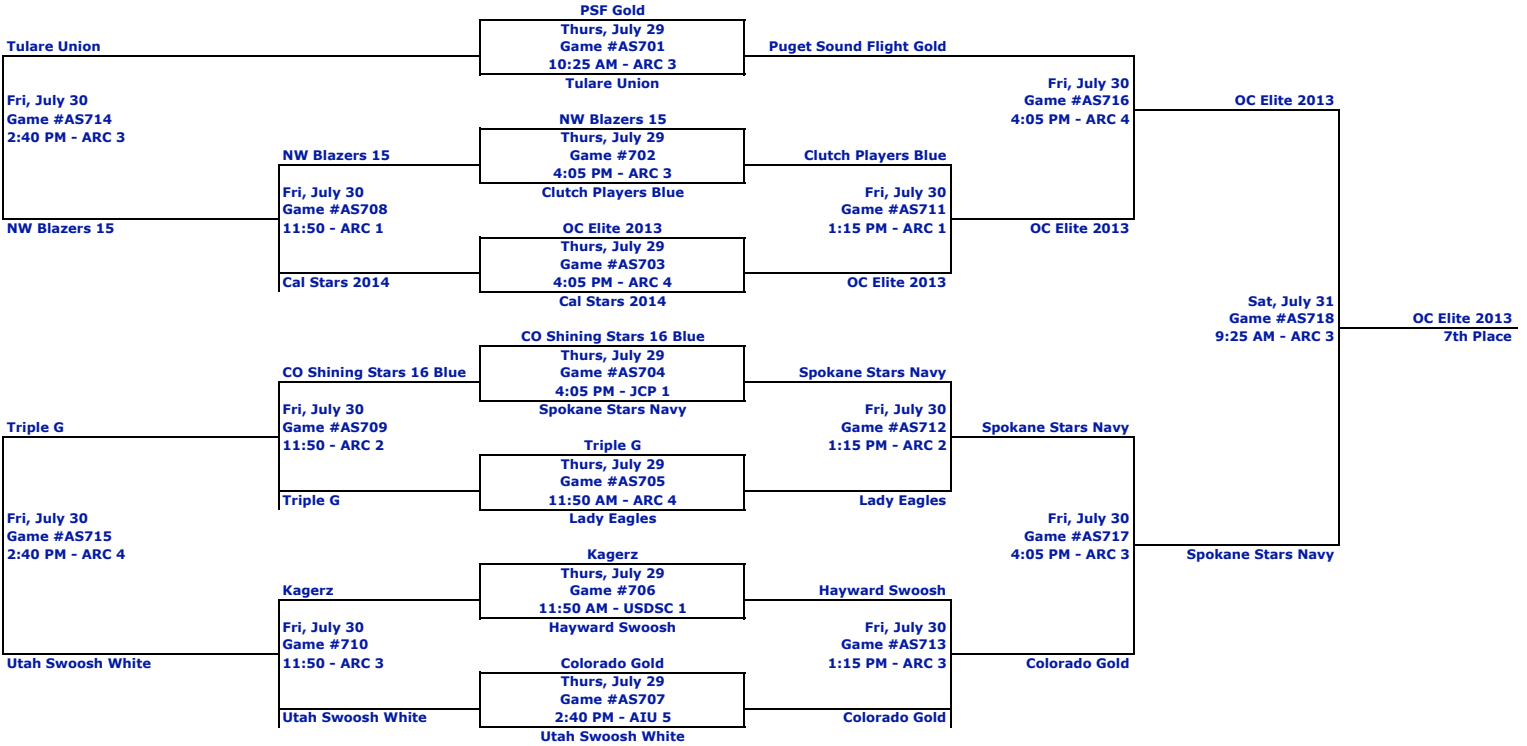 PSF Gold
Thurs, July 29
Game #AS701
10:25 AM - ARC 3
Tulare Union
Tulare Union
Puget Sound Flight Gold
Fri, July 30
Game #AS714
2:40 PM - ARC 3
Fri, July 30
Game #AS716
4:05 PM - ARC 4
OC Elite 2013
NW Blazers 15
Thurs, July 29
Game #702
4:05 PM - ARC 3
Clutch Players Blue
NW Blazers 15
Clutch Players Blue
Fri, July 30
Game #AS708
11:50 - ARC 1
Fri, July 30
Game #AS711
1:15 PM - ARC 1
NW Blazers 15
OC Elite 2013
OC Elite 2013
Thurs, July 29
Game #AS703
4:05 PM - ARC 4
Cal Stars 2014
Cal Stars 2014
OC Elite 2013
Sat, July 31
Game #AS718
9:25 AM - ARC 3
OC Elite 2013
7th Place
CO Shining Stars 16 Blue
Thurs, July 29
Game #AS704
4:05 PM - JCP 1
Spokane Stars Navy
CO Shining Stars 16 Blue
Spokane Stars Navy
Fri, July 30
Game #AS709
11:50 - ARC 2
Fri, July 30
Game #AS712
1:15 PM - ARC 2
Triple G
Spokane Stars Navy
Triple G
Thurs, July 29
Game #AS705
11:50 AM - ARC 4
Lady Eagles
Triple G
Lady Eagles
Fri, July 30
Game #AS715
2:40 PM - ARC 4
Fri, July 30
Game #AS717
4:05 PM - ARC 3
Spokane Stars Navy
Kagerz
Thurs, July 29
Game #706
11:50 AM - USDSC 1
Hayward Swoosh
Kagerz
Hayward Swoosh
Fri, July 30
Game #710
11:50 - ARC 3
Fri, July 30
Game #AS713
1:15 PM - ARC 3
Utah Swoosh White
Colorado Gold
Colorado Gold
Thurs, July 29
Game #AS707
2:40 PM - AIU 5
Utah Swoosh White
Utah Swoosh White
Colorado Gold